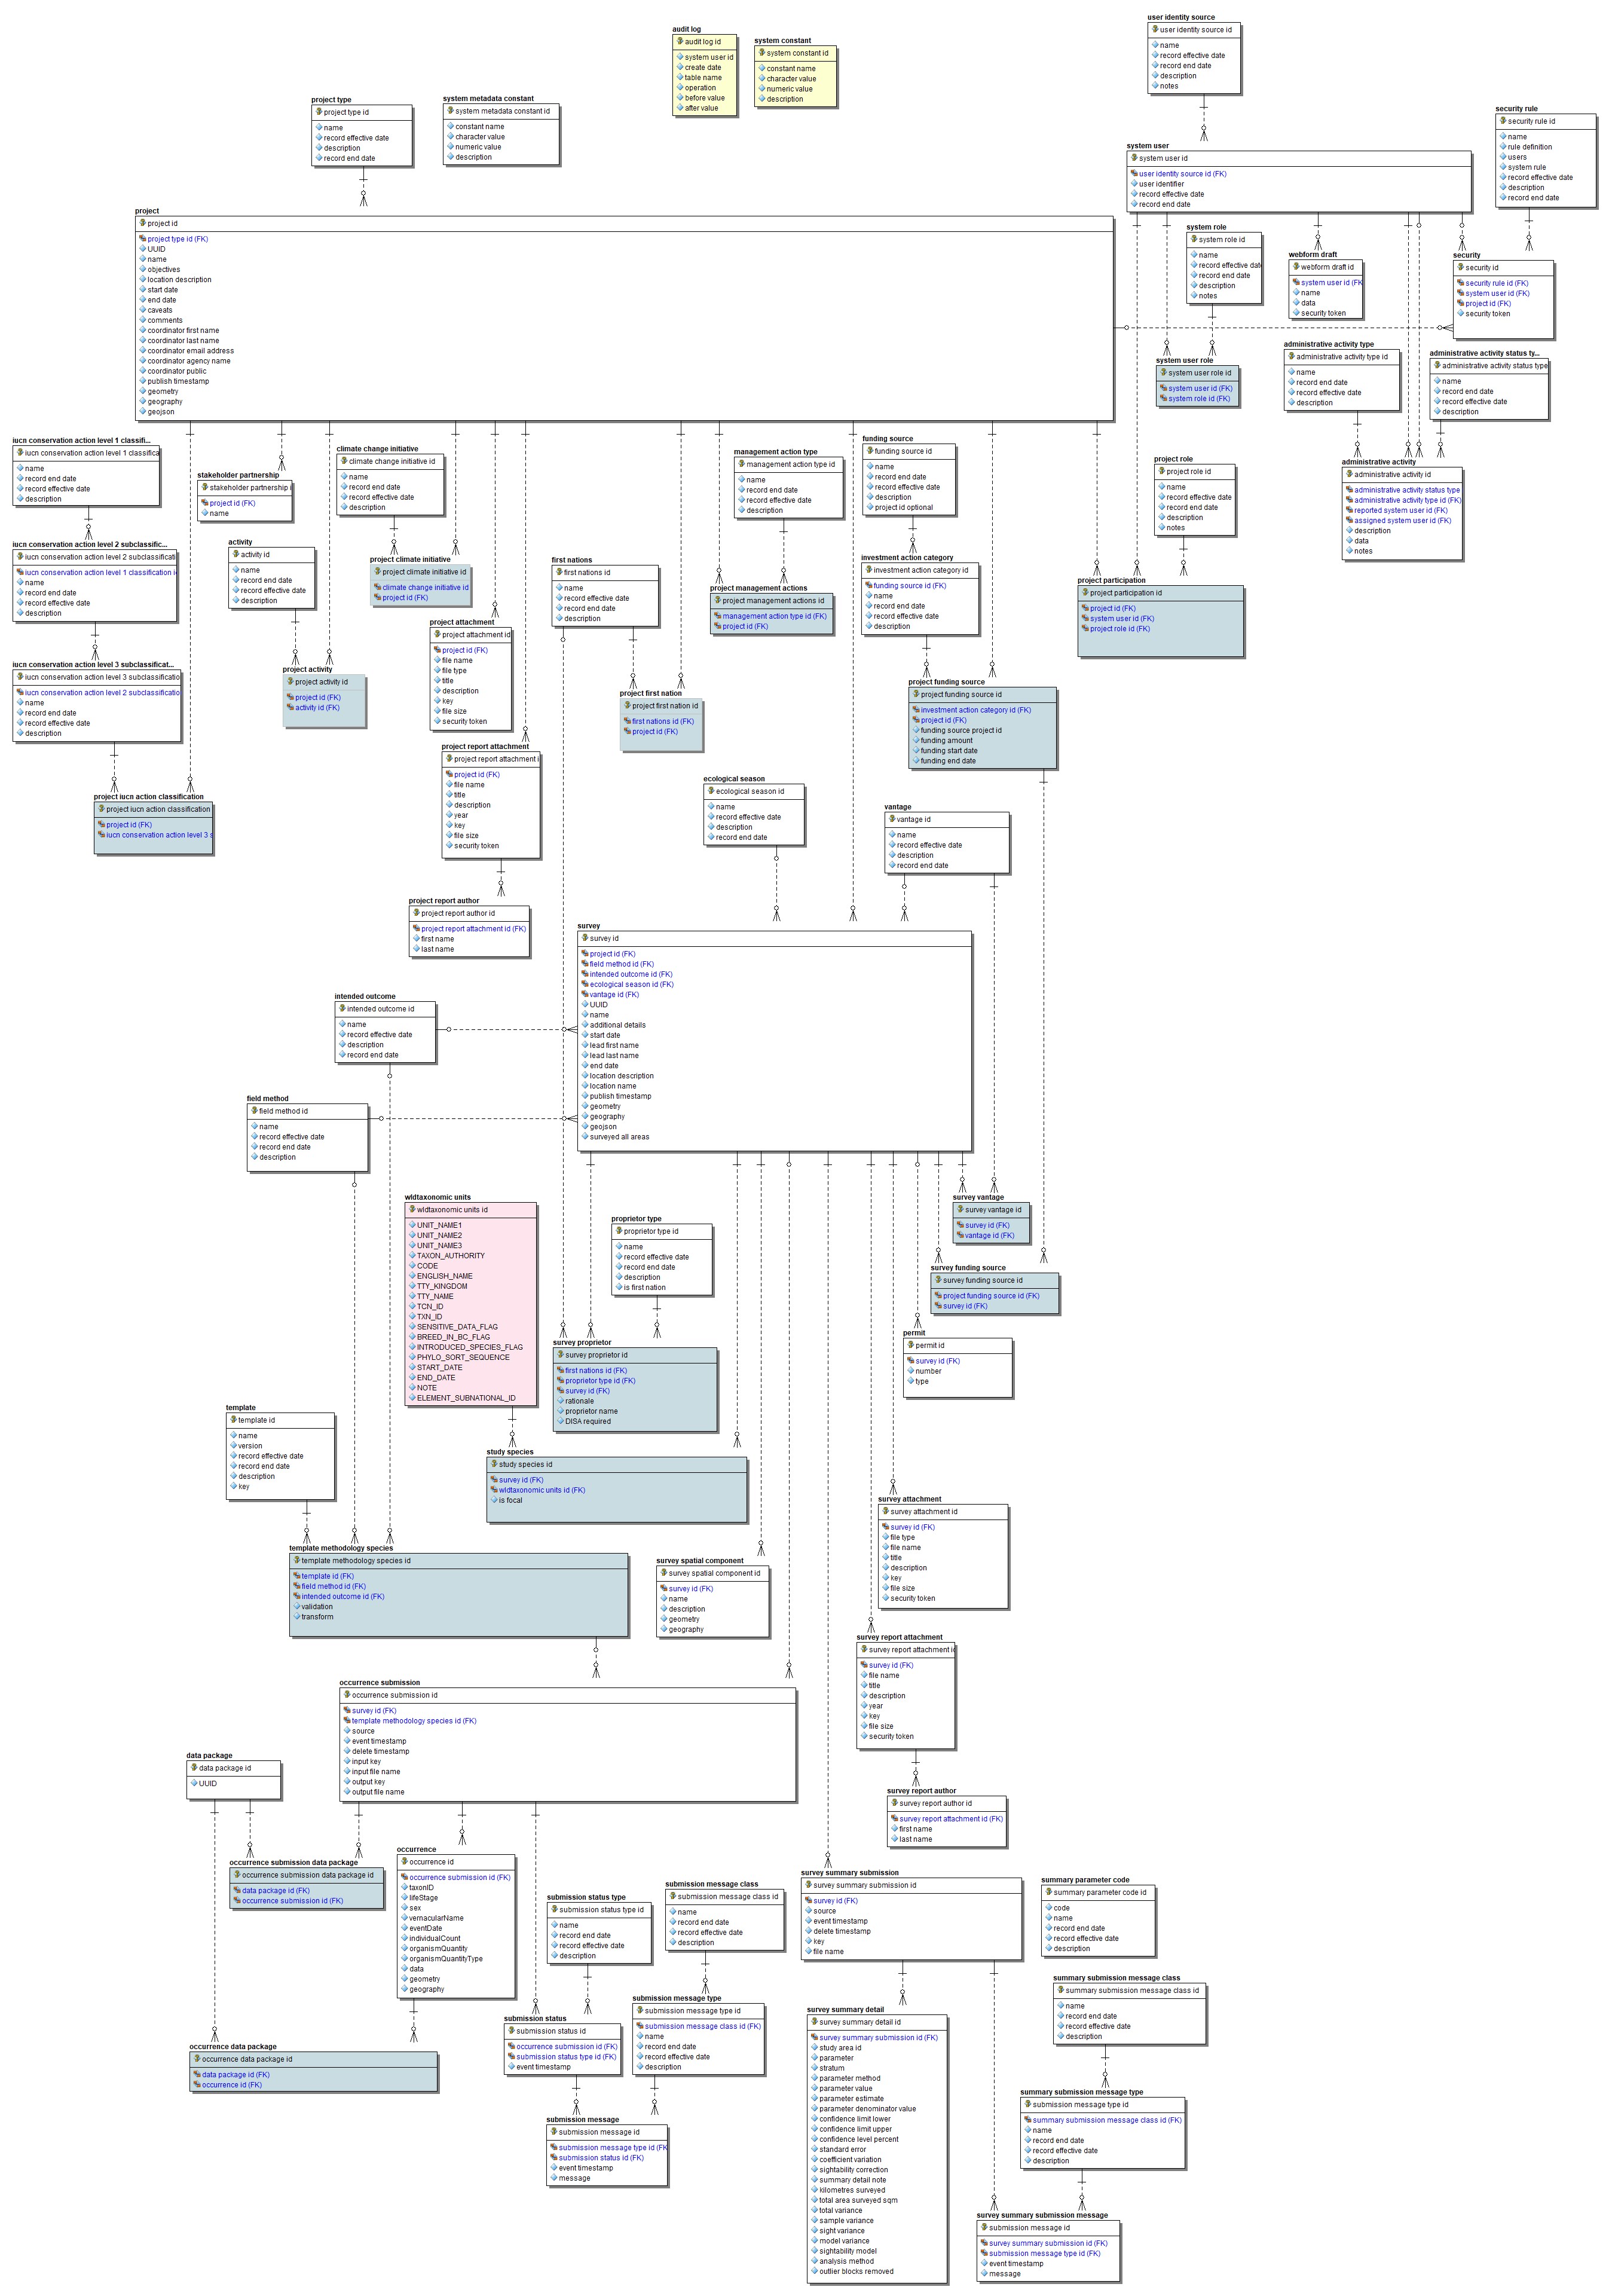 user identity source
user identity source id
name
record effective date
record end date
description
notes
audit log
audit log id
system user id
create date
table name
operation
before value
after value
system constant
system constant id
constant name
character value
numeric value
description
project type
project type id
name
record effective date
description
record end date
system metadata constant
system metadata constant id
constant name
character value
numeric value
description
security rule
security rule id
name
rule definition
users
system rule
record effective date
description
record end date
system user
system user id
user identity source id (FK)
user identifier
record effective date
record end date
project
project id
project type id (FK)
UUID
name
objectives
location description
start date
end date
caveats
comments
coordinator first name
coordinator last name
coordinator email address
coordinator agency name
coordinator public
publish timestamp
geometry
geography
geojson
system role
system role id
name
record effective dat
record end date
description
notes
webform draft
webform draft id
system user id (FK
name
data
security token
security
security id
security rule id (FK)
system user id (FK)
project id (FK)
security token
system user role
system user role id
system user id (FK)
system role id (FK)
administrative activity type
administrative activity type id
name
record end date
record effective date
description
administrative activity status ty...
administrative activity status type
name
record end date
record effective date
description
administrative activity
administrative activity id
administrative activity status type
administrative activity type id (FK)
reported system user id (FK)
assigned system user id (FK)
description
data
notes
iucn conservation action level 1 classifi...
iucn conservation action level 1 classifica
name
record end date
record effective date
description
stakeholder partnership
stakeholder partnership i
project id (FK)
name
climate change initiative
climate change initiative id
name
record end date
record effective date
description
management action type
management action type id
name
record end date
record effective date
description
funding source
funding source id
name
record end date
record effective date
description
project id optional
project role
project role id
name
record effective date
record end date
description
notes
iucn conservation action level 2 subclassific...
iucn conservation action level 2 subclassificati
iucn conservation action level 1 classification i
name
record end date
record effective date
description
activity
activity id
name
record end date
record effective date
description
project climate initiative
project climate initiative id
climate change initiative id
project id (FK)
first nations
first nations id
name
record effective date
record end date
description
project management actions
project management actions id
management action type id (FK)
project id (FK)
investment action category
investment action category id
funding source id (FK)
name
record end date
record effective date
description
project participation
project participation id
project id (FK)
system user id (FK)
project role id (FK)
iucn conservation action level 3 subclassificat...
iucn conservation action level 3 subclassificatio
iucn conservation action level 2 subclassificatio
name
record end date
record effective date
description
project activity
project activity id
project id (FK)
activity id (FK)
project attachment
project attachment id
project id (FK)
file name
file type
title
description
key
file size
security token
project first nation
project first nation id
first nations id (FK)
project id (FK)
project funding source
project funding source id
investment action category id (FK)
project id (FK)
funding source project id
funding amount
funding start date
funding end date
project iucn action classification
project iucn action classification
project id (FK)
iucn conservation action level 3 s
project report attachment
project report attachment i
project id (FK)
file name
title
description
year
key
file size
security token
ecological season
ecological season id
name
record effective date
description
record end date
vantage
vantage id
name
record effective date
description
record end date
project report author
project report author id
project report attachment id (FK)
first name
last name
survey
survey id
project id (FK)
field method id (FK)
intended outcome id (FK)
ecological season id (FK)
vantage id (FK)
UUID
name
additional details
start date
lead first name
lead last name
end date
location description
location name
publish timestamp
geometry
geography
geojson
surveyed all areas
intended outcome
intended outcome id
name
record effective date
description
record end date
field method
field method id
name
record effective date
record end date
description
wldtaxonomic units
wldtaxonomic units id
UNIT_NAME1
UNIT_NAME2
UNIT_NAME3
TAXON_AUTHORITY
CODE
ENGLISH_NAME
TTY_KINGDOM
TTY_NAME
TCN_ID
TXN_ID
SENSITIVE_DATA_FLAG
BREED_IN_BC_FLAG
INTRODUCED_SPECIES_FLAG
PHYLO_SORT_SEQUENCE
START_DATE
END_DATE
NOTE
ELEMENT_SUBNATIONAL_ID
proprietor type
proprietor type id
name
record effective date
record end date
description
is first nation
survey vantage
survey vantage id
survey id (FK)
vantage id (FK)
survey funding source
survey funding source id
project funding source id (FK)
survey id (FK)
survey proprietor
survey proprietor id
first nations id (FK)
proprietor type id (FK)
survey id (FK)
rationale
proprietor name
DISA required
permit
permit id
survey id (FK)
number
type
template
template id
name
version
record effective date
record end date
description
key
study species
study species id
survey id (FK)
wldtaxonomic units id (FK)
is focal
survey attachment
survey attachment id
survey id (FK)
file type
file name
title
description
key
file size
security token
template methodology species
template methodology species id
template id (FK)
field method id (FK)
intended outcome id (FK)
validation
transform
survey spatial component
survey spatial component id
survey id (FK)
name
description
geometry
geography
survey report attachment
survey report attachment id
survey id (FK)
file name
title
description
year
key
file size
security token
occurrence submission
occurrence submission id
survey id (FK)
template methodology species id (FK)
source
event timestamp
delete timestamp
input key
input file name
output key
output file name
data package
data package id
UUID
survey report author
survey report author id
survey report attachment id (FK)
first name
last name
occurrence submission data package
occurrence submission data package id
data package id (FK)
occurrence submission id (FK)
occurrence
occurrence id
occurrence submission id (FK)
taxonID
lifeStage
sex
vernacularName
eventDate
individualCount
organismQuantity
organismQuantityType
data
geometry
geography
submission status type
submission status type id
name
record end date
record effective date
description
submission message class
submission message class id
name
record end date
record effective date
description
survey summary submission
survey summary submission id
survey id (FK)
source
event timestamp
delete timestamp
key
file name
summary parameter code
summary parameter code id
code
name
record end date
record effective date
description
summary submission message class
summary submission message class id
name
record end date
record effective date
description
submission message type
submission message type id
submission message class id (FK)
name
record end date
record effective date
description
submission status
submission status id
occurrence submission id (FK)
submission status type id (FK)
event timestamp
survey summary detail
survey summary detail id
survey summary submission id (FK)
study area id
parameter
stratum
parameter method
parameter value
parameter estimate
parameter denominator value
confidence limit lower
confidence limit upper
confidence level percent
standard error
coefficient variation
sightability correction
summary detail note
kilometres surveyed
total area surveyed sqm
total variance
sample variance
sight variance
model variance
sightability model
analysis method
outlier blocks removed
occurrence data package
occurrence data package id
data package id (FK)
occurrence id (FK)
summary submission message type
submission message type id
summary submission message class id (FK)
name
record end date
record effective date
description
submission message
submission message id
submission message type id (FK
submission status id (FK)
event timestamp
message
survey summary submission message
submission message id
survey summary submission id (FK)
submission message type id (FK)
event timestamp
message